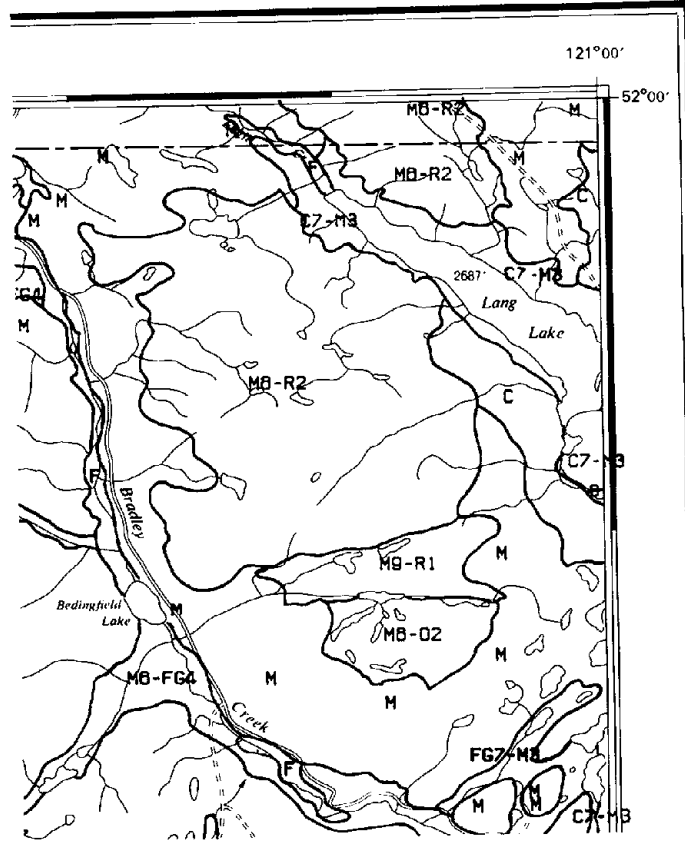 121°00'
52°00'
M8-R2
M
M
M
M
F
M8-R2
M
C
C7-M3
C7-M3
2687'
Lang
Lake
M
M8-R2
C
C7-M3
F
Bradley
M9-R1
M
Bedingfield
Lake
M
M8-O2
M
M8-FG4
M
M
Creek
FG7-M3
F
M
M
M
C7-M3